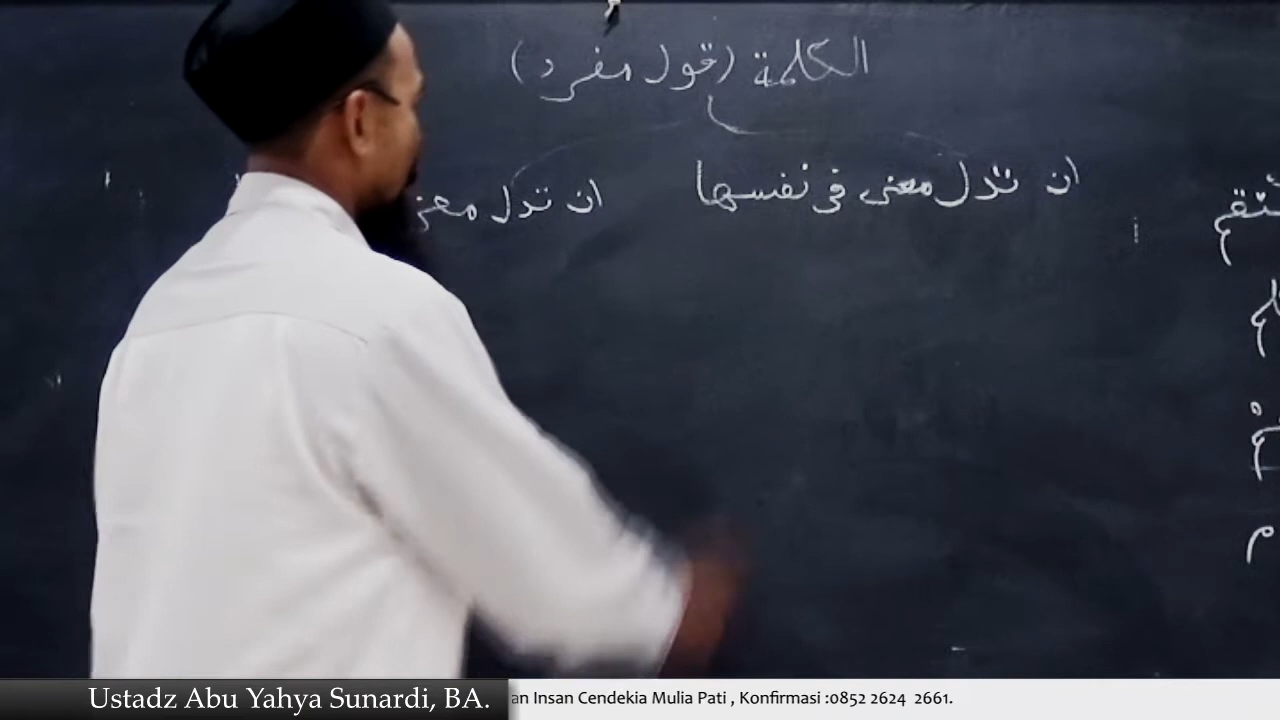 الكلمة (قول مفرد)
ان تدل معنى في نفسها
ان تدل
Ustadz Abu Yahya Sunardi, BA.
an Insan Cendekia Mulia Pati , Konfirmasi :0852 2624 2661.